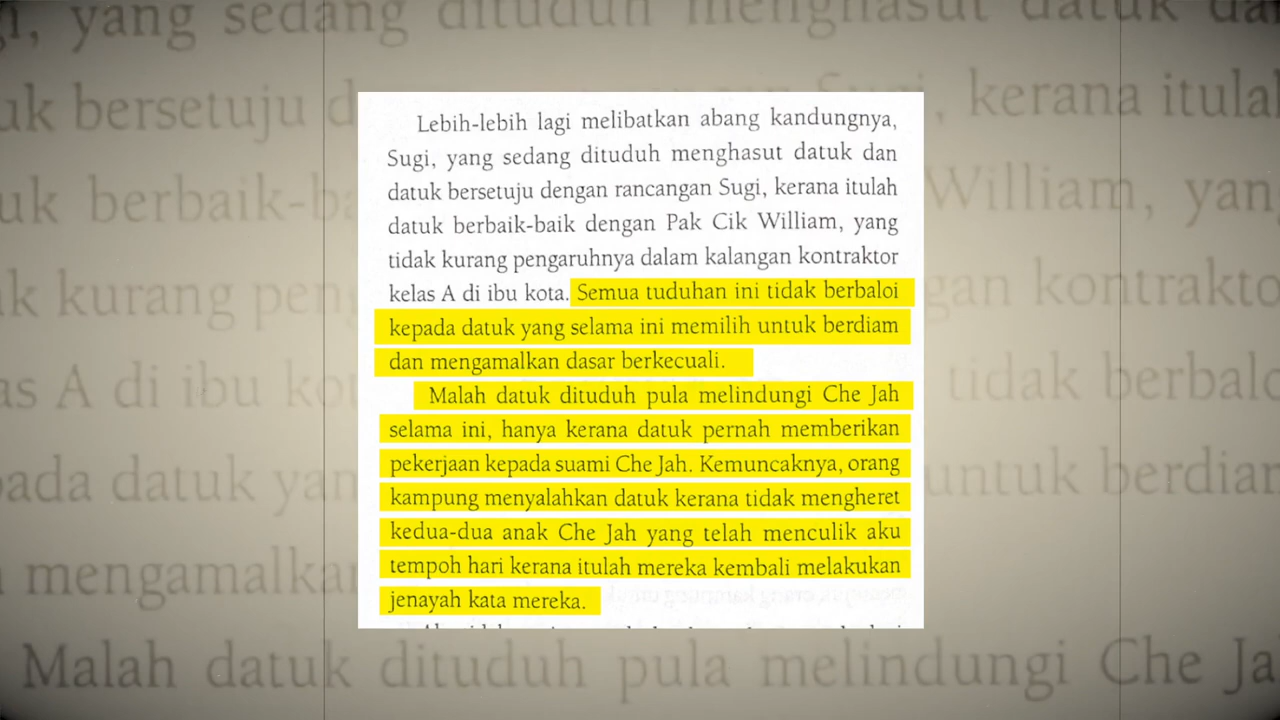 Lebih-lebih lagi melibatkan abang kandungnya,
Sugi, yang sedang dituduh menghasut datuk dan
datuk bersetuju dengan rancangan Sugi, kerana itulah
datuk berbaik-baik dengan Pak Cik William, yang
tidak kurang pengaruhnya dalam kalangan kontraktor
kelas A di ibu kota. Semua tuduhan ini tidak berbaloi
kepada datuk yang selama ini memilih untuk berdiam
dan mengamalkan dasar berkecuali.
Malah datuk dituduh pula melindungi Che Jah
selama ini, hanya kerana datuk pernah memberikan
pekerjaan kepada suami Che Jah. Kemuncaknya, orang
kampung menyalahkan datuk kerana tidak mengheret
kedua-dua anak Che Jah yang telah menculik aku
tempoh hari kerana itulah mereka kembali melakukan
jenayah kata mereka.